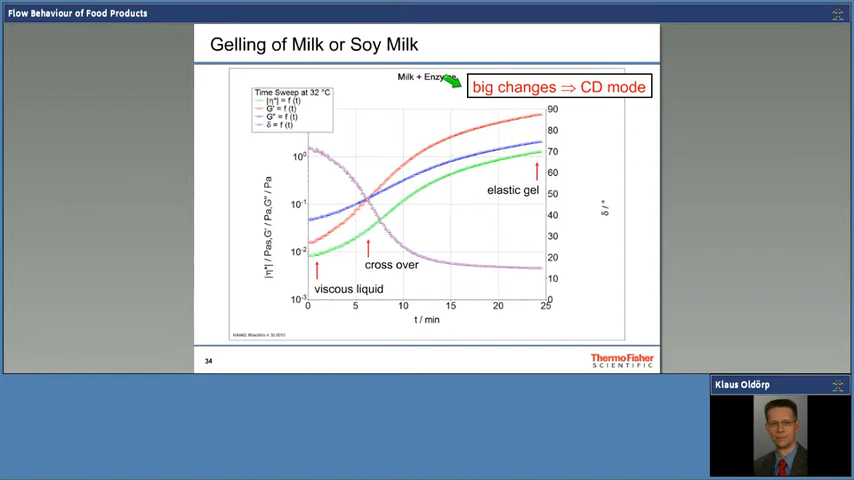 Flow Behaviour of Food Products
Gelling of Milk or Soy Milk
Milk + Enzyme
big changes ⇒ CD mode
Time Sweep at 32 °C
|η*| = f (t)
G' = f (t)
G'' = f (t)
δ = f (t)
10⁰
10⁻¹
10⁻²
10⁻³
|η*| / Pas, G' / Pa, G'' / Pa
90
80
70
60
50
40
30
20
10
0
δ / °
elastic gel
cross over
viscous liquid
0 5 10 15 20 25
t / min
34
ThermoFisher
SCIENTIFIC
Klaus Oldörp